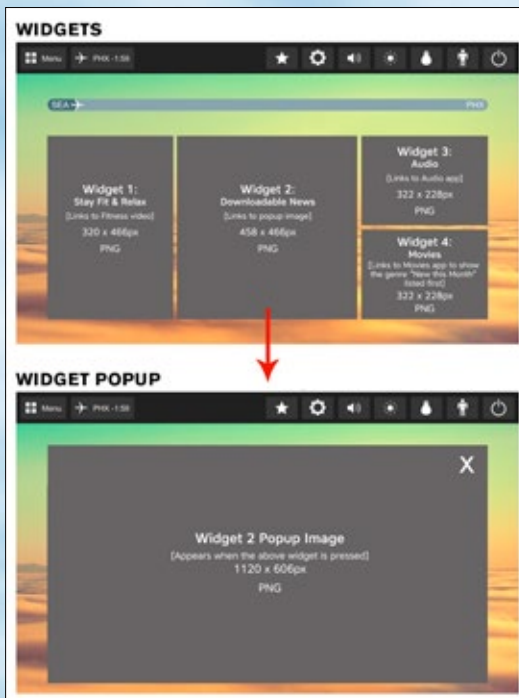 WIDGETS
Menu PHX -1:59
SEA PHX
Widget 1:
Stay Fit & Relax
[Links to Fitness video]
320 x 466px
PNG
Widget 2:
Downloadable News
[Links to popup image]
458 x 466px
PNG
Widget 3:
Audio
[Links to Audio app]
322 x 228px
PNG
Widget 4:
Movies
[Links to Movies app to show
the genre "New this Month"
listed first]
322 x 228px
PNG
WIDGET POPUP
Menu PHX -1:59
X
Widget 2 Popup Image
[Appears when the above widget is pressed]
1120 x 606px
PNG